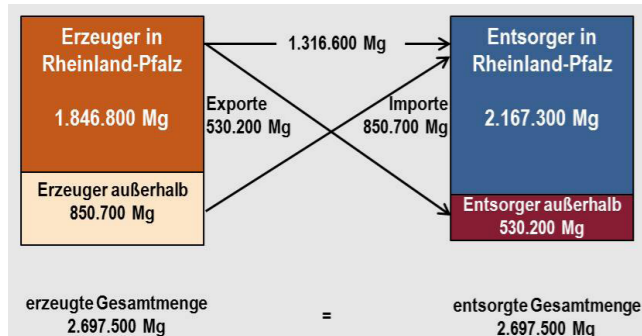 Erzeuger in
Rheinland-Pfalz
1.846.800 Mg
Erzeuger außerhalb
850.700 Mg
1.316.600 Mg
Exporte
530.200 Mg
Importe
850.700 Mg
Entsorger in
Rheinland-Pfalz
2.167.300 Mg
Entsorger außerhalb
530.200 Mg
erzeugte Gesamtmenge
2.697.500 Mg
=
entsorgte Gesamtmenge
2.697.500 Mg